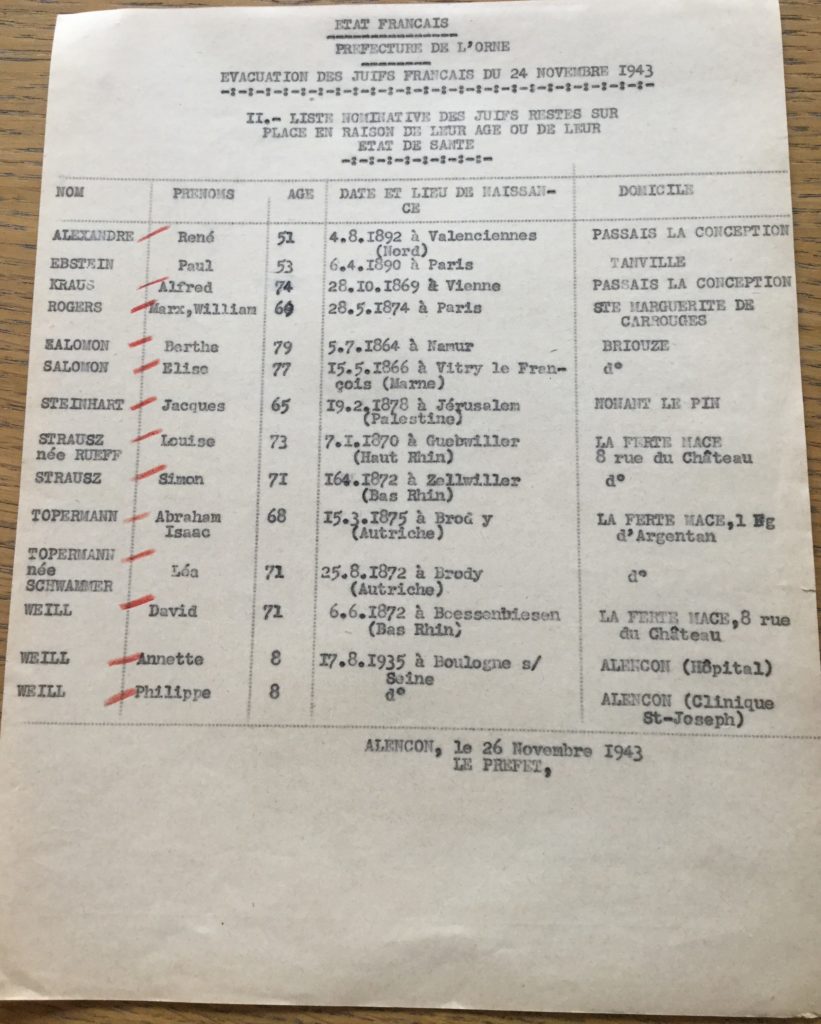 ETAT FRANCAIS
PREFECTURE DE L'ORNE
EVACUATION DES JUIFS FRANCAIS DU 24 NOVEMBRE 1943
II.- LISTE NOMINATIVE DES JUIFS RESTES SUR
PLACE EN RAISON DE LEUR AGE OU DE LEUR
ETAT DE SANTE
NOM PRENOMS AGE DATE ET LIEU DE NAISSAN- DOMICILE
CE
ALEXANDRE René 51 4.8.1892 à Valenciennes PASSAIS LA CONCEPTION
(Nord)
EBSTEIN Paul 53 6.4.1890 à Paris TANVILLE
KRAUS Alfred 74 28.10.1869 à Vienne PASSAIS LA CONCEPTION
ROGERS Marx,William 69 28.5.1874 à Paris STE MARGUERITE DE
CARROUGES
SALOMON Berthe 79 5.7.1864 à Namur BRIOUZE
SALOMON Elise 77 15.5.1866 à Vitry le Fran- d°
çois (Marne)
STEINHART Jacques 65 19.2.1878 à Jérusalem NONANT LE PIN
(Palestine)
STRAUSZ Louise 73 7.1.1870 à Guebwiller LA FERTE MACE
née RUEFF (Haut Rhin) 8 rue du Château
STRAUSZ Simon 71 164.1872 à Zellwiller d°
(Bas Rhin)
TOPERMANN Abraham 68 15.3.1875 à Brod y LA FERTE MACE,1 Fg
Isaac (Autriche) d'Argentan
TOPERMANN
née Léa 71 25.8.1872 à Brody d°
SCHWAMMER (Autriche)
WEILL David 71 6.6.1872 à Boessenbiesen LA FERTE MACE,8 rue
(Bas Rhin) du Château
WEILL Annette 8 17.8.1935 à Boulogne s/ ALENCON (Hôpital)
Seine
WEILL Philippe 8 d° ALENCON (Clinique
St-Joseph)
ALENCON, le 26 Novembre 1943
LE PREFET,